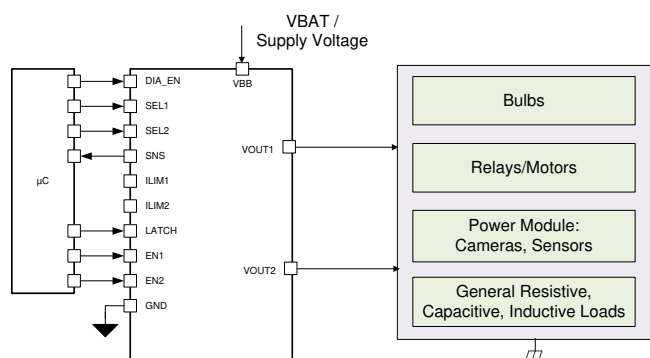 VBAT /
Supply Voltage
VBB
µC
DIA_EN
SEL1
SEL2
SNS
ILIM1
ILIM2
LATCH
EN1
EN2
GND
VOUT1
VOUT2
Bulbs
Relays/Motors
Power Module:
Cameras, Sensors
General Resistive,
Capacitive, Inductive Loads